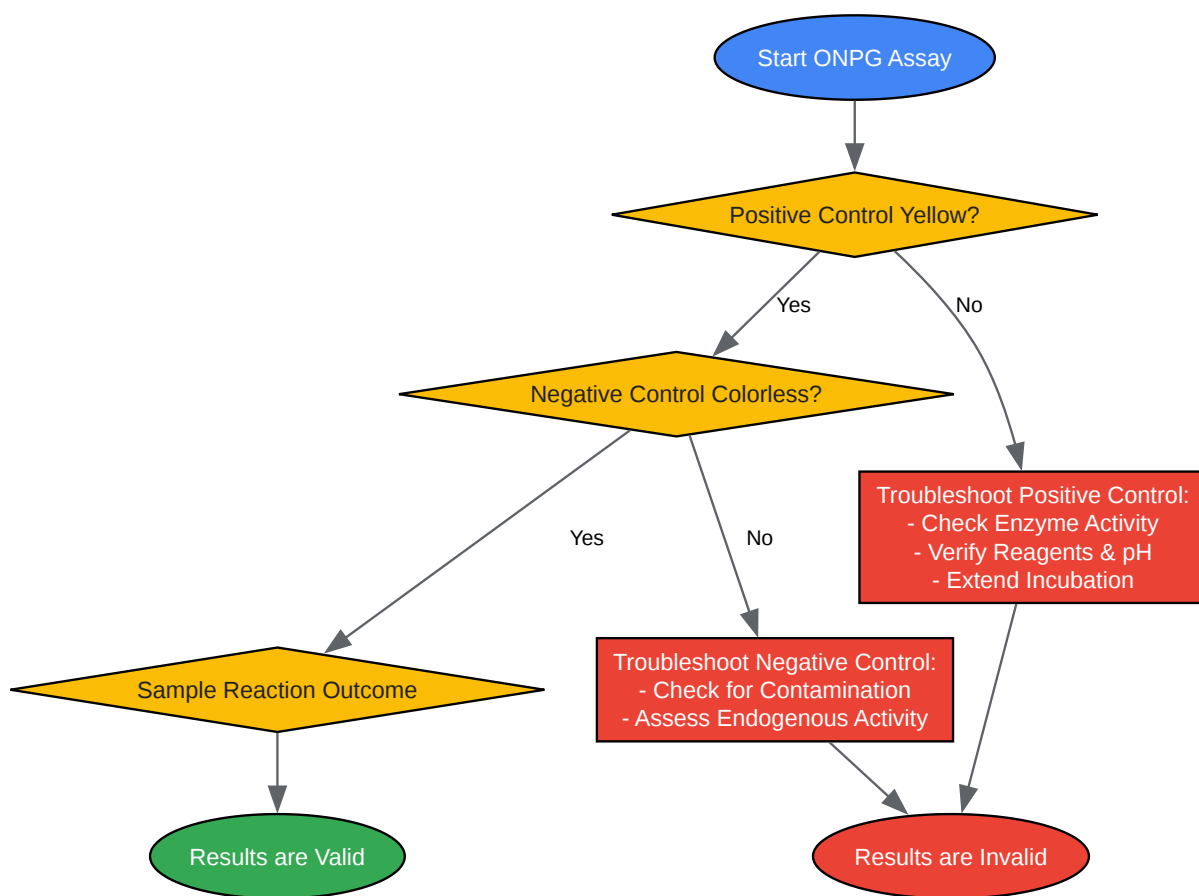 Start ONPG Assay
Positive Control Yellow?
Yes
No
Negative Control Colorless?
Troubleshoot Positive Control:
- Check Enzyme Activity
- Verify Reagents & pH
- Extend Incubation
Yes
No
Troubleshoot Negative Control:
- Check for Contamination
- Assess Endogenous Activity
Sample Reaction Outcome
Results are Valid
Results are Invalid